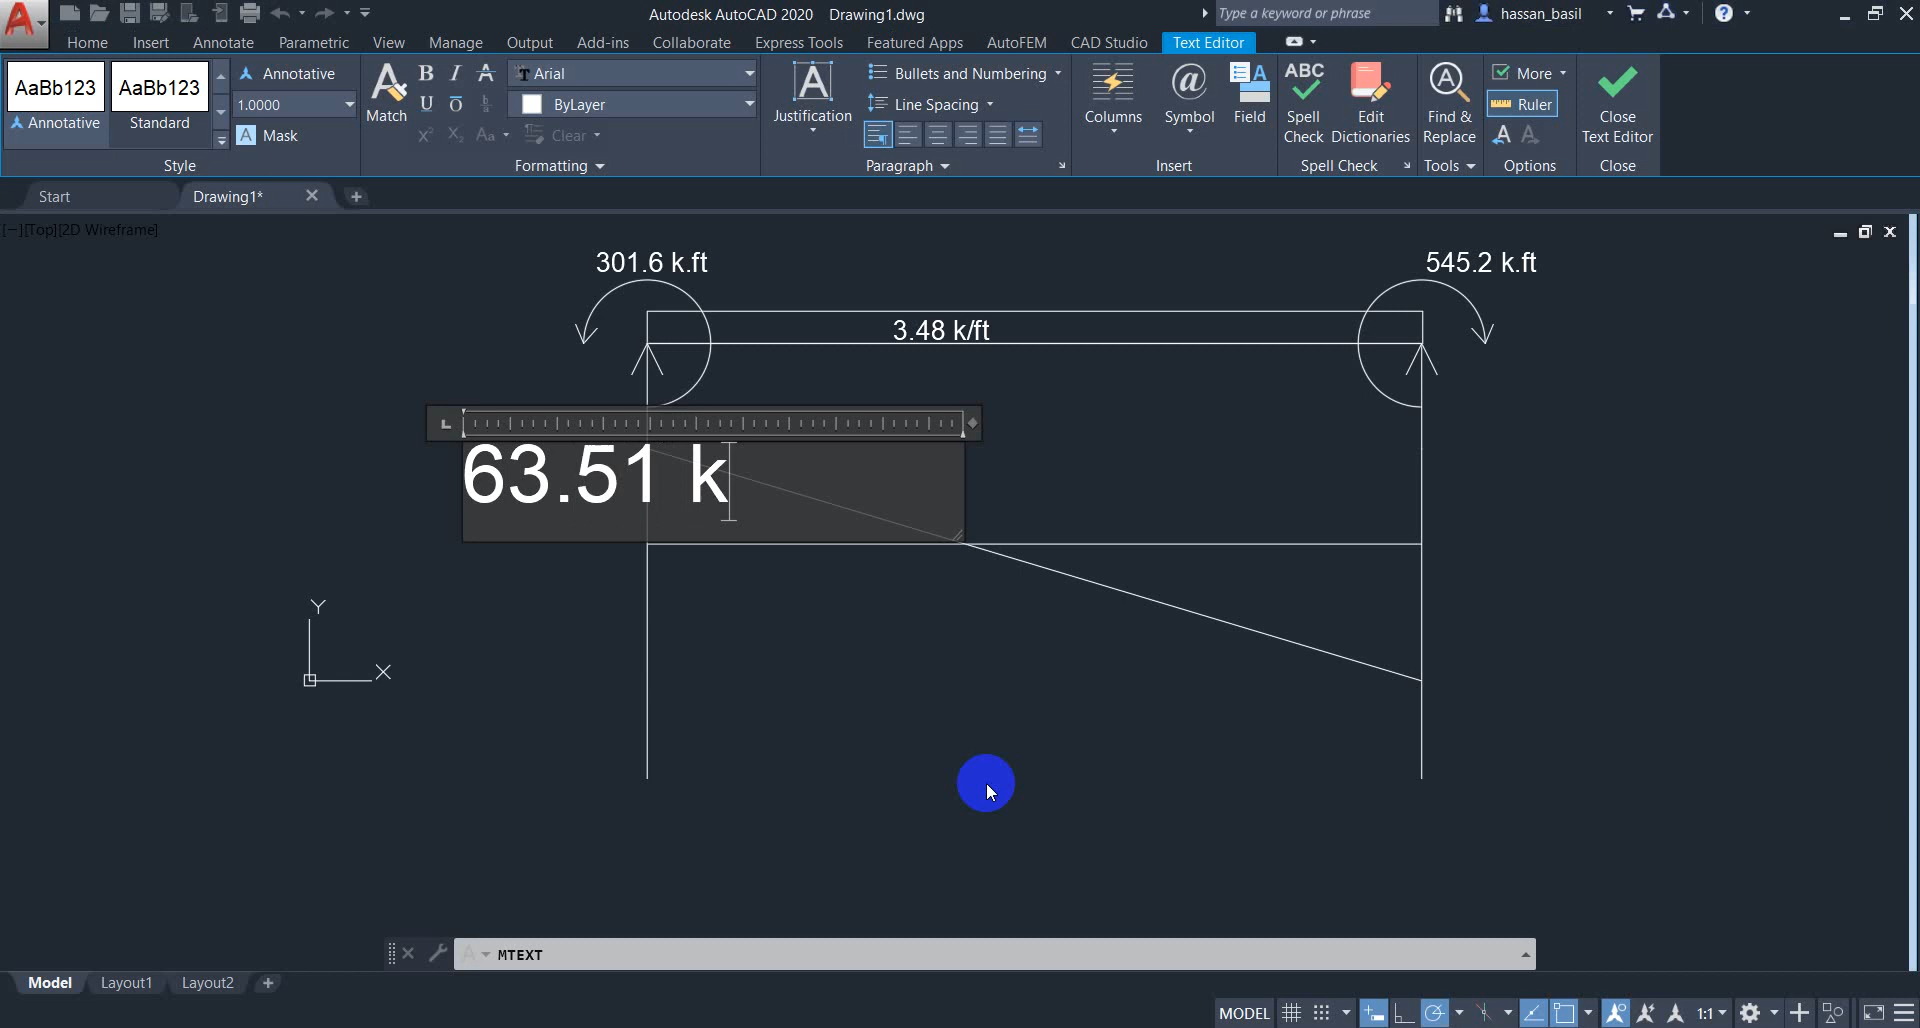 Autodesk AutoCAD 2020 Drawing1.dwg
Type a keyword or phrase
hassan_basil
Home Insert Annotate Parametric View Manage Output Add-ins Collaborate Express Tools Featured Apps AutoFEM CAD Studio Text Editor
AaBb123 AaBb123
Annotative Standard
Annotative
1.0000
A Mask
Style
Match
B I A
U O
X² X₂ Aa
Arial
ByLayer
Clear
Formatting
A
Justification
Bullets and Numbering
Line Spacing
Paragraph
Columns
@
Symbol
A
Field
Insert
ABC
Spell
Check
Edit
Dictionaries
Spell Check
A
Find &
Replace
Tools
More
Ruler
Options
Close
Text Editor
Close
Start Drawing1*
[−][Top][2D Wireframe]
301.6 k.ft
545.2 k.ft
3.48 k/ft
63.51 k
Y
X
MTEXT
Model Layout1 Layout2
MODEL
1:1